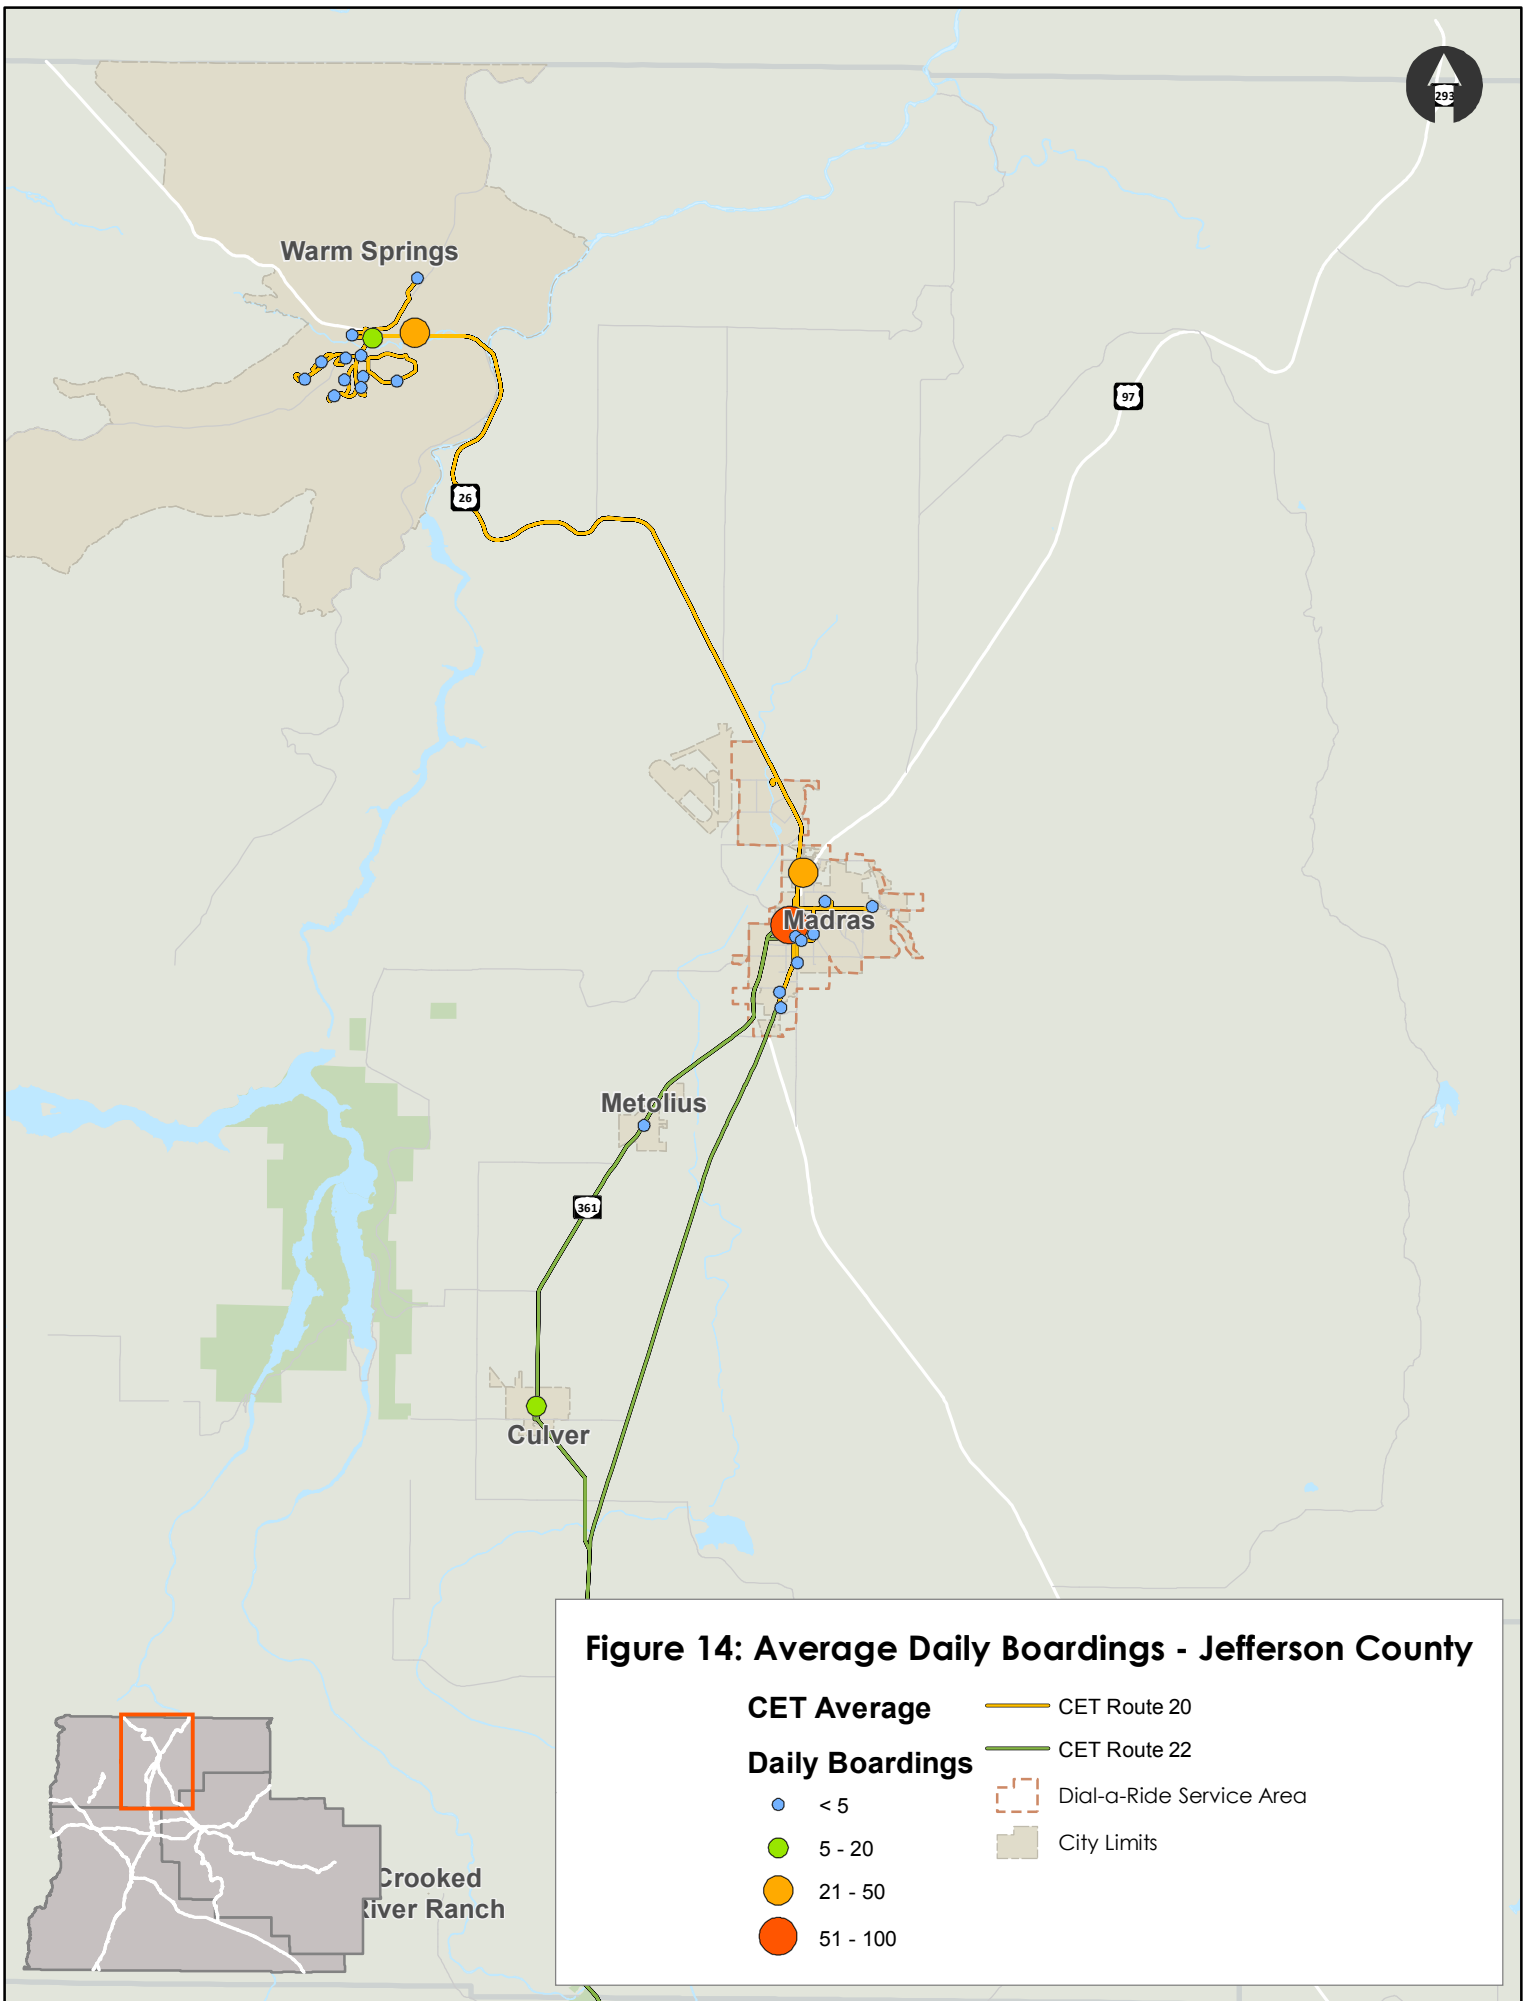 293
Warm Springs
97
26
Madras
Metolius
361
Culver
Figure 14: Average Daily Boardings - Jefferson County
CET Average
Daily Boardings
< 5
5 - 20
21 - 50
51 - 100
CET Route 20
CET Route 22
Dial-a-Ride Service Area
City Limits
Crooked
River Ranch